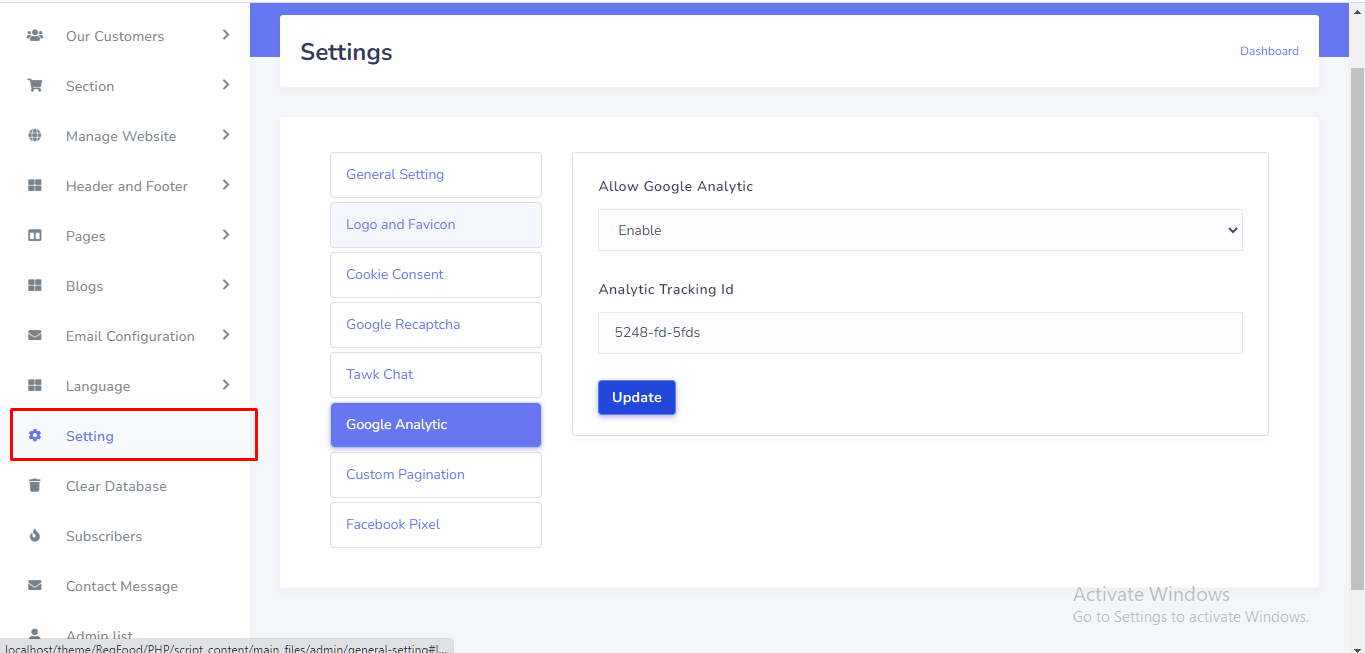 Our Customers
Section
Manage Website
Header and Footer
Pages
Blogs
Email Configuration
Language
Setting
Clear Database
Subscribers
Contact Message
Admin list
Settings
Dashboard
General Setting
Logo and Favicon
Cookie Consent
Google Recaptcha
Tawk Chat
Google Analytic
Custom Pagination
Facebook Pixel
Allow Google Analytic
Enable
Analytic Tracking Id
5248-fd-5fds
Update
Activate Windows
Go to Settings to activate Windows.
localhost/theme/RegFood/PHP/script_content/main_files/admin/general-setting#l...